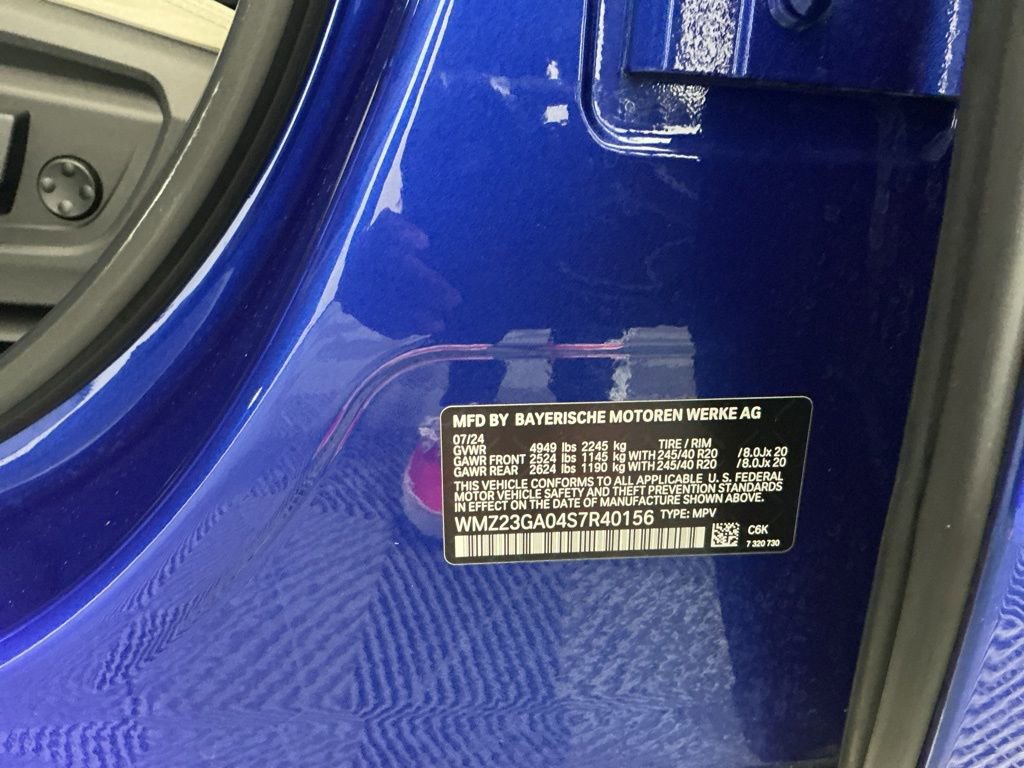 MFD BY BAYERISCHE MOTOREN WERKE AG
07/24
GVWR 4949 lbs 2245 kg TIRE / RIM
GAWR FRONT 2524 lbs 1145 kg WITH 245/40 R20 /8.0Jx 20
GAWR REAR 2624 lbs 1190 kg WITH 245/40 R20 /8.0Jx 20
THIS VEHICLE CONFORMS TO ALL APPLICABLE U.S. FEDERAL
MOTOR VEHICLE SAFETY AND THEFT PREVENTION STANDARDS
IN EFFECT ON THE DATE OF MANUFACTURE SHOWN ABOVE.
WMZ23GA04S7R40156 TYPE: MPV
C6K
7 320 730